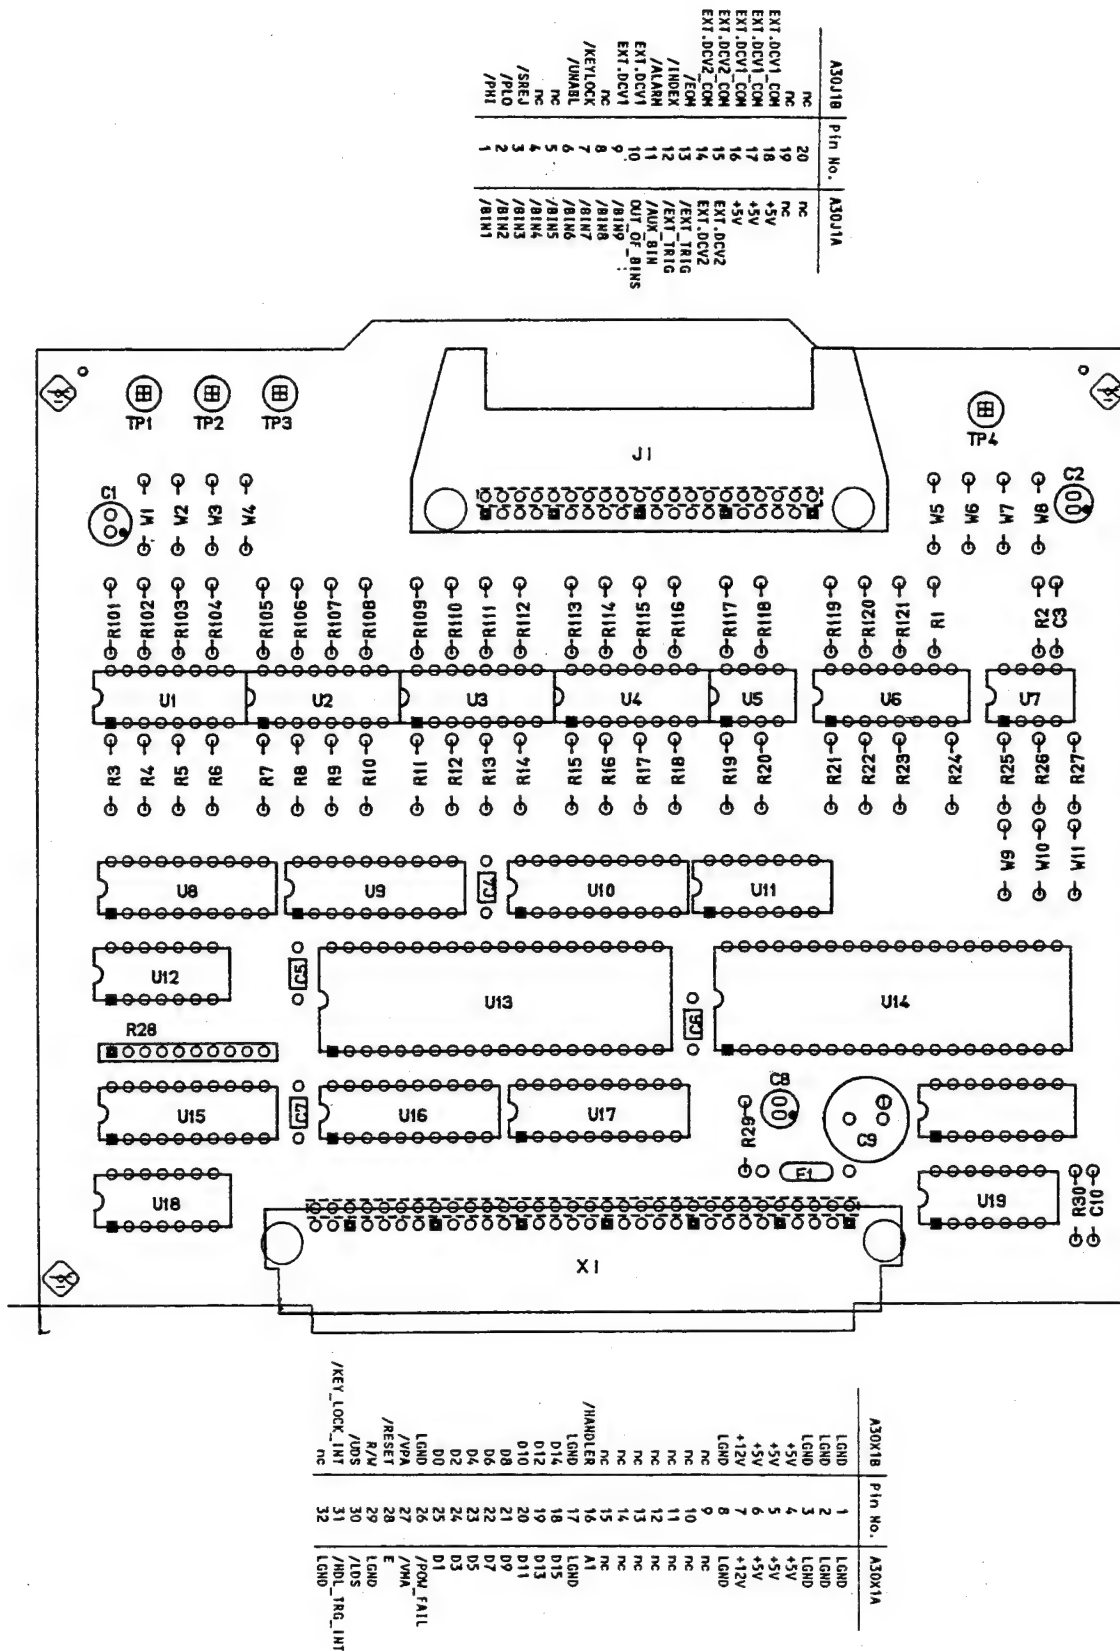 A30J1B Pin No. A30J1A
nc 20 nc
nc 19 nc
EXT.DCV1_COM 18 +5V
EXT.DCV1_COM 17 +5V
EXT.DCV1_COM 16 +5V
EXT.DCV2_COM 15 EXT.DCV2
EXT.DCV2_COM 14 EXT.DCV2
/EOM 13 /EXT_TRIG
/INDEX 12 /EXT_TRIG
/ALARM 11 /AUX_BIN
EXT.DCV1 10 OUT_OF_BINS
EXT.DCV1 9 /BIN9
nc 8 /BIN8
/KEYLOCK 7 /BIN7
/UNABL 6 /BIN6
nc 5 /BIN5
nc 4 /BIN4
/SREJ 3 /BIN3
/PLO 2 /BIN2
/PHI 1 /BIN1
TP1 TP2 TP3 TP4
J1
C1 W1 W2 W3 W4 W5 W6 W7 W8 C2
R101 R102 R103 R104 R105 R106 R107 R108 R109 R110 R111 R112 R113 R114 R115 R116 R117 R118 R119 R120 R121 R1 R2 C3
U1 U2 U3 U4 U5 U6 U7
R3 R4 R5 R6 R7 R8 R9 R10 R11 R12 R13 R14 R15 R16 R17 R18 R19 R20 R21 R22 R23 R24 R25 R26 R27
W9 W10 W11
U8 U9 C4 U10 U11
U12 C5 U13 C6 U14
R28
U15 C7 U16 U17 R29 C8 C9
F1
U18 U19 R30 C10
X1
A30X1B Pin No. A30X1A
LGND 1 LGND
LGND 2 LGND
LGND 3 LGND
+5V 4 +5V
+5V 5 +5V
+5V 6 +5V
+12V 7 +12V
LGND 8 LGND
nc 9 nc
nc 10 nc
nc 11 nc
nc 12 nc
nc 13 nc
nc 14 nc
nc 15 nc
/HANDLER 16 A1
LGND 17 LGND
D14 18 D15
D12 19 D13
D10 20 D11
D8 21 D9
D6 22 D7
D4 23 D5
D2 24 D3
D0 25 D1
LGND 26 /POW_FAIL
/VPA 27 /VMA
/RESET 28 E
R/W 29 LGND
/UDS 30 /LDS
/KEY_LOCK_INT 31 /HDL_TRG_INT
nc 32 LGND